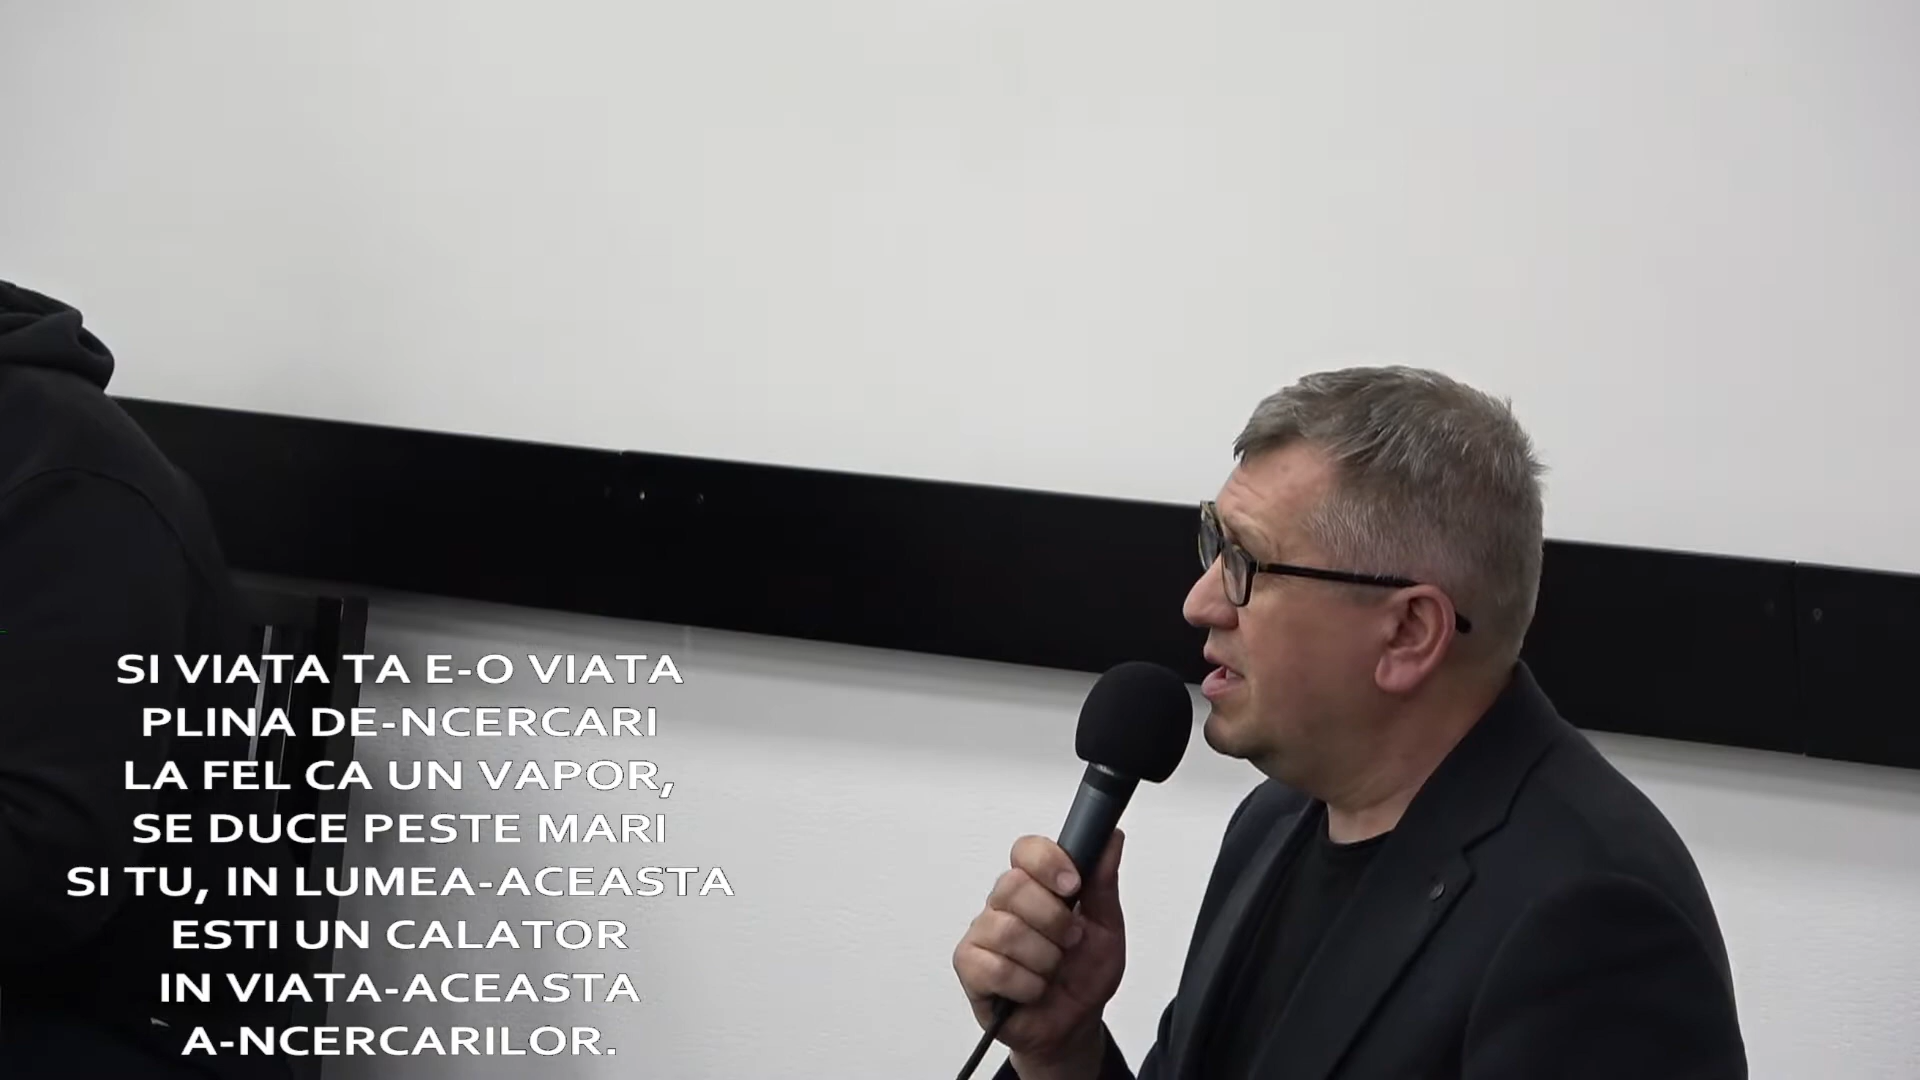 SI VIATA TA E-O VIATA
PLINA DE-NCERCARI
LA FEL CA UN VAPOR,
SE DUCE PESTE MARI
SI TU, IN LUMEA-ACEASTA
ESTI UN CALATOR
IN VIATA-ACEASTA
A-NCERCARILOR.